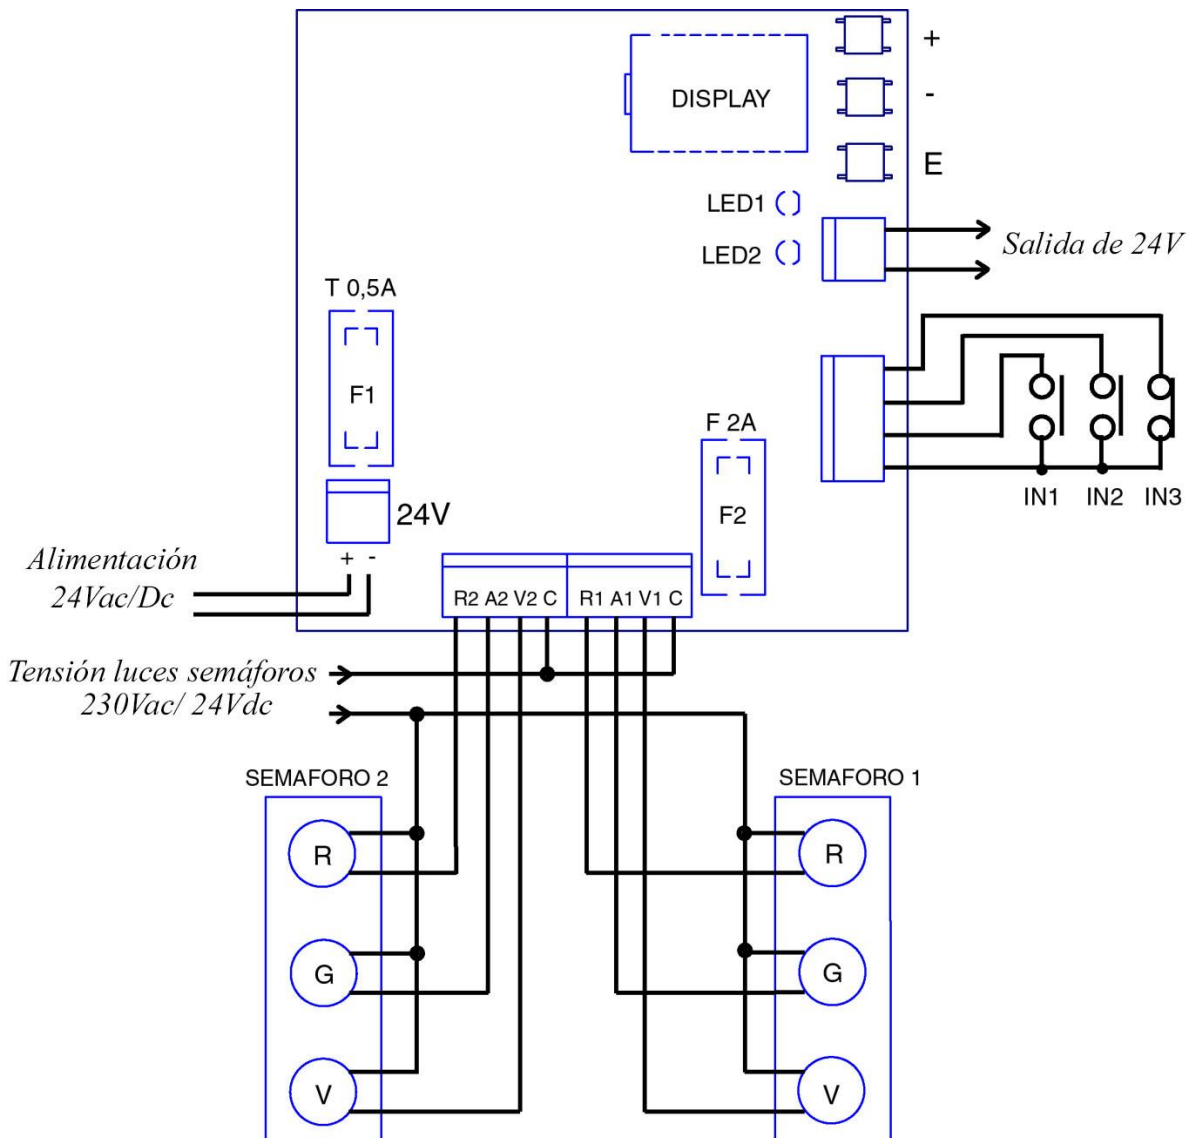 +
DISPLAY
-
E
LED1
LED2
Salida de 24V
T 0,5A
F1
F 2A
F2
IN1 IN2 IN3
24V
+ -
Alimentación
24Vac/Dc
R2 A2 V2 C R1 A1 V1 C
Tensión luces semáforos
230Vac/ 24Vdc
SEMAFORO 2
SEMAFORO 1
R
R
G
G
V
V